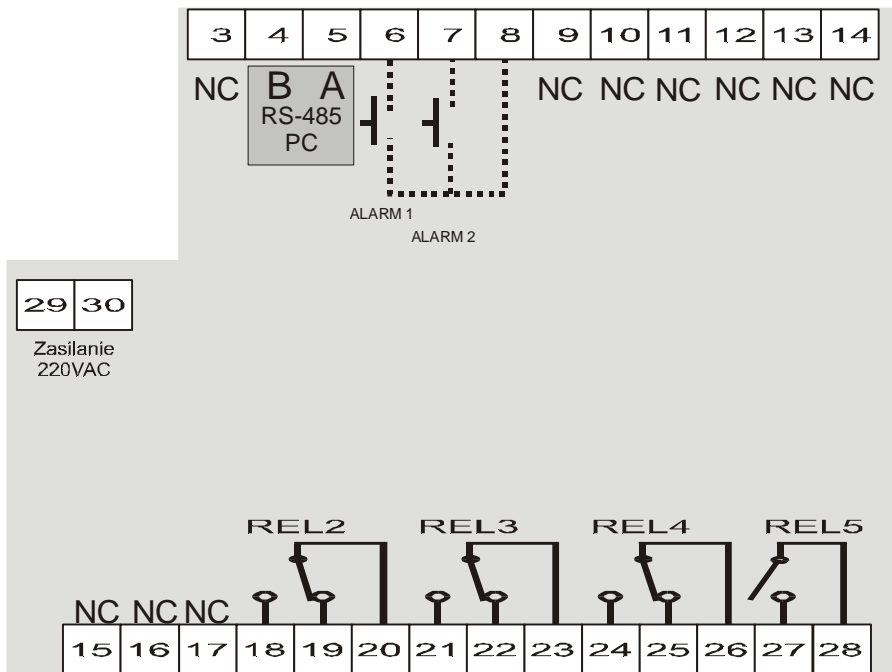 3 4 5 6 7 8 9 10 11 12 13 14
NC B A NC NC NC NC NC NC
RS-485
PC
ALARM 1
ALARM 2
29 30
Zasilanie
220VAC
REL2 REL3 REL4 REL5
NC NC NC
15 16 17 18 19 20 21 22 23 24 25 26 27 28